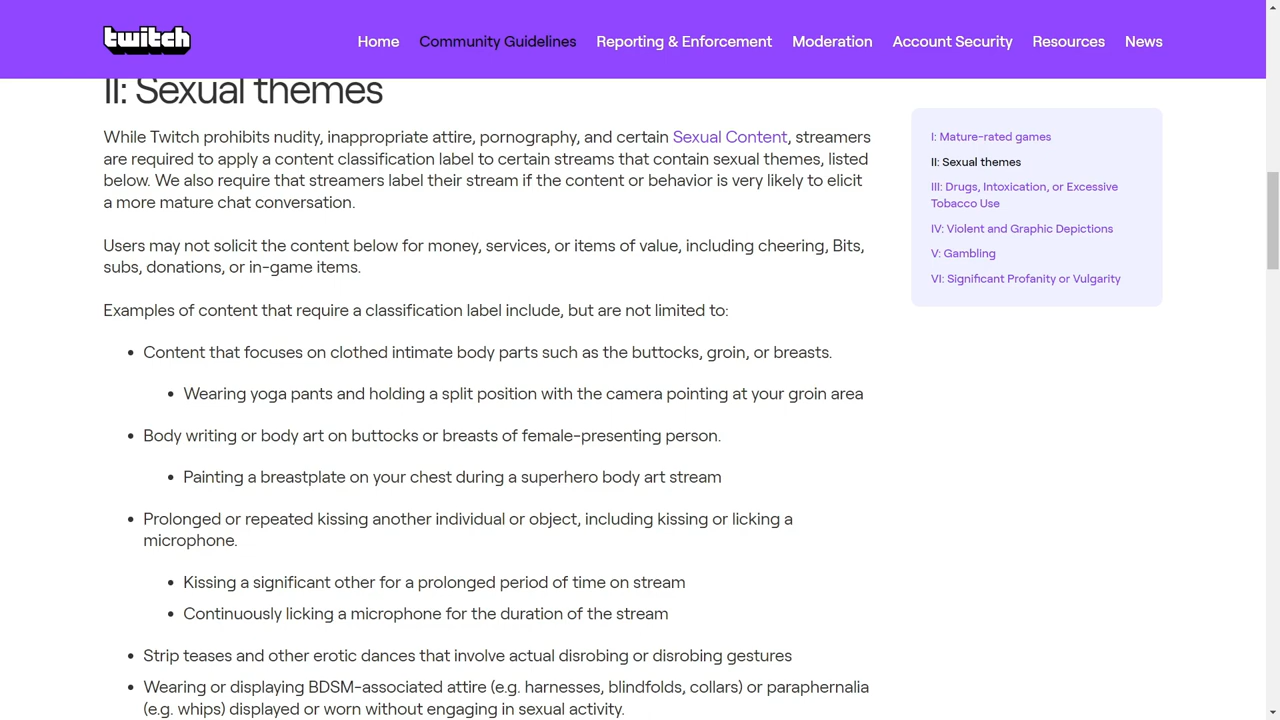 twitch
Home Community Guidelines Reporting & Enforcement Moderation Account Security Resources News
II: Sexual themes
While Twitch prohibits nudity, inappropriate attire, pornography, and certain Sexual Content, streamers
are required to apply a content classification label to certain streams that contain sexual themes, listed
below. We also require that streamers label their stream if the content or behavior is very likely to elicit
a more mature chat conversation.
Users may not solicit the content below for money, services, or items of value, including cheering, Bits,
subs, donations, or in-game items.
Examples of content that require a classification label include, but are not limited to:
• Content that focuses on clothed intimate body parts such as the buttocks, groin, or breasts.
• Wearing yoga pants and holding a split position with the camera pointing at your groin area
• Body writing or body art on buttocks or breasts of female-presenting person.
• Painting a breastplate on your chest during a superhero body art stream
• Prolonged or repeated kissing another individual or object, including kissing or licking a
microphone.
• Kissing a significant other for a prolonged period of time on stream
• Continuously licking a microphone for the duration of the stream
• Strip teases and other erotic dances that involve actual disrobing or disrobing gestures
• Wearing or displaying BDSM-associated attire (e.g. harnesses, blindfolds, collars) or paraphernalia
(e.g. whips) displayed or worn without engaging in sexual activity.
I: Mature-rated games
II: Sexual themes
III: Drugs, Intoxication, or Excessive
Tobacco Use
IV: Violent and Graphic Depictions
V: Gambling
VI: Significant Profanity or Vulgarity